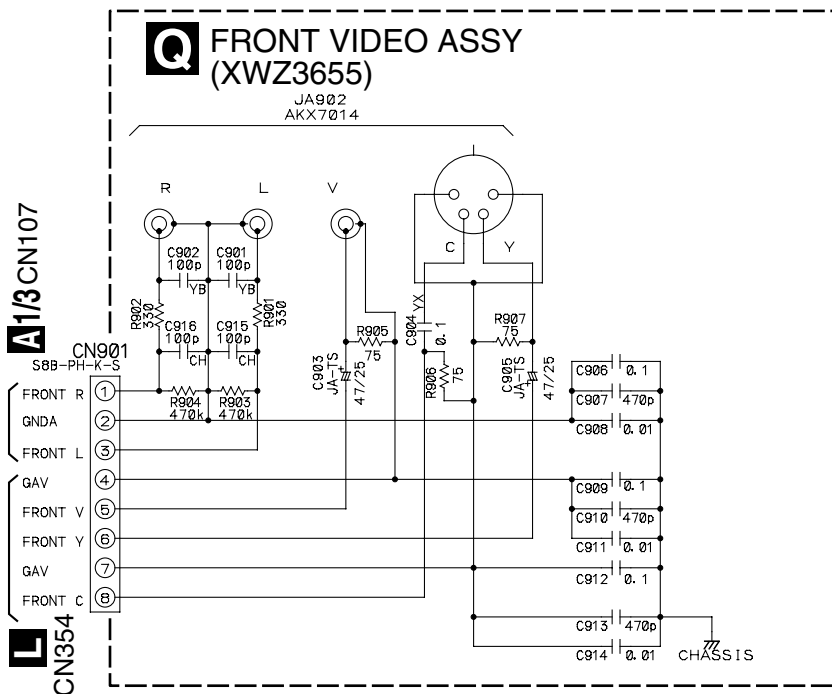 Q FRONT VIDEO ASSY
(XWZ3655)
JA902
AKX7014
R
L
V
C
Y
A 1/3 CN107
C902
100p
YB
C901
100p
YB
R902
330
R901
330
C916
100p
CH
C915
100p
CH
R904
470k
R903
470k
C903
JA-TS
+
47/25
R905
75
YX
C904
0.1
R906
75
R907
75
C905
JA-TS
+
47/25
CN901
S8B-PH-K-S
FRONT R 1
GNDA 2
FRONT L 3
GAV 4
FRONT V 5
FRONT Y 6
GAV 7
FRONT C 8
L CN354
C906 0.1
C907 470p
C908 0.01
C909 0.1
C910 470p
C911 0.01
C912 0.1
C913 470p
C914 0.01
CHASSIS